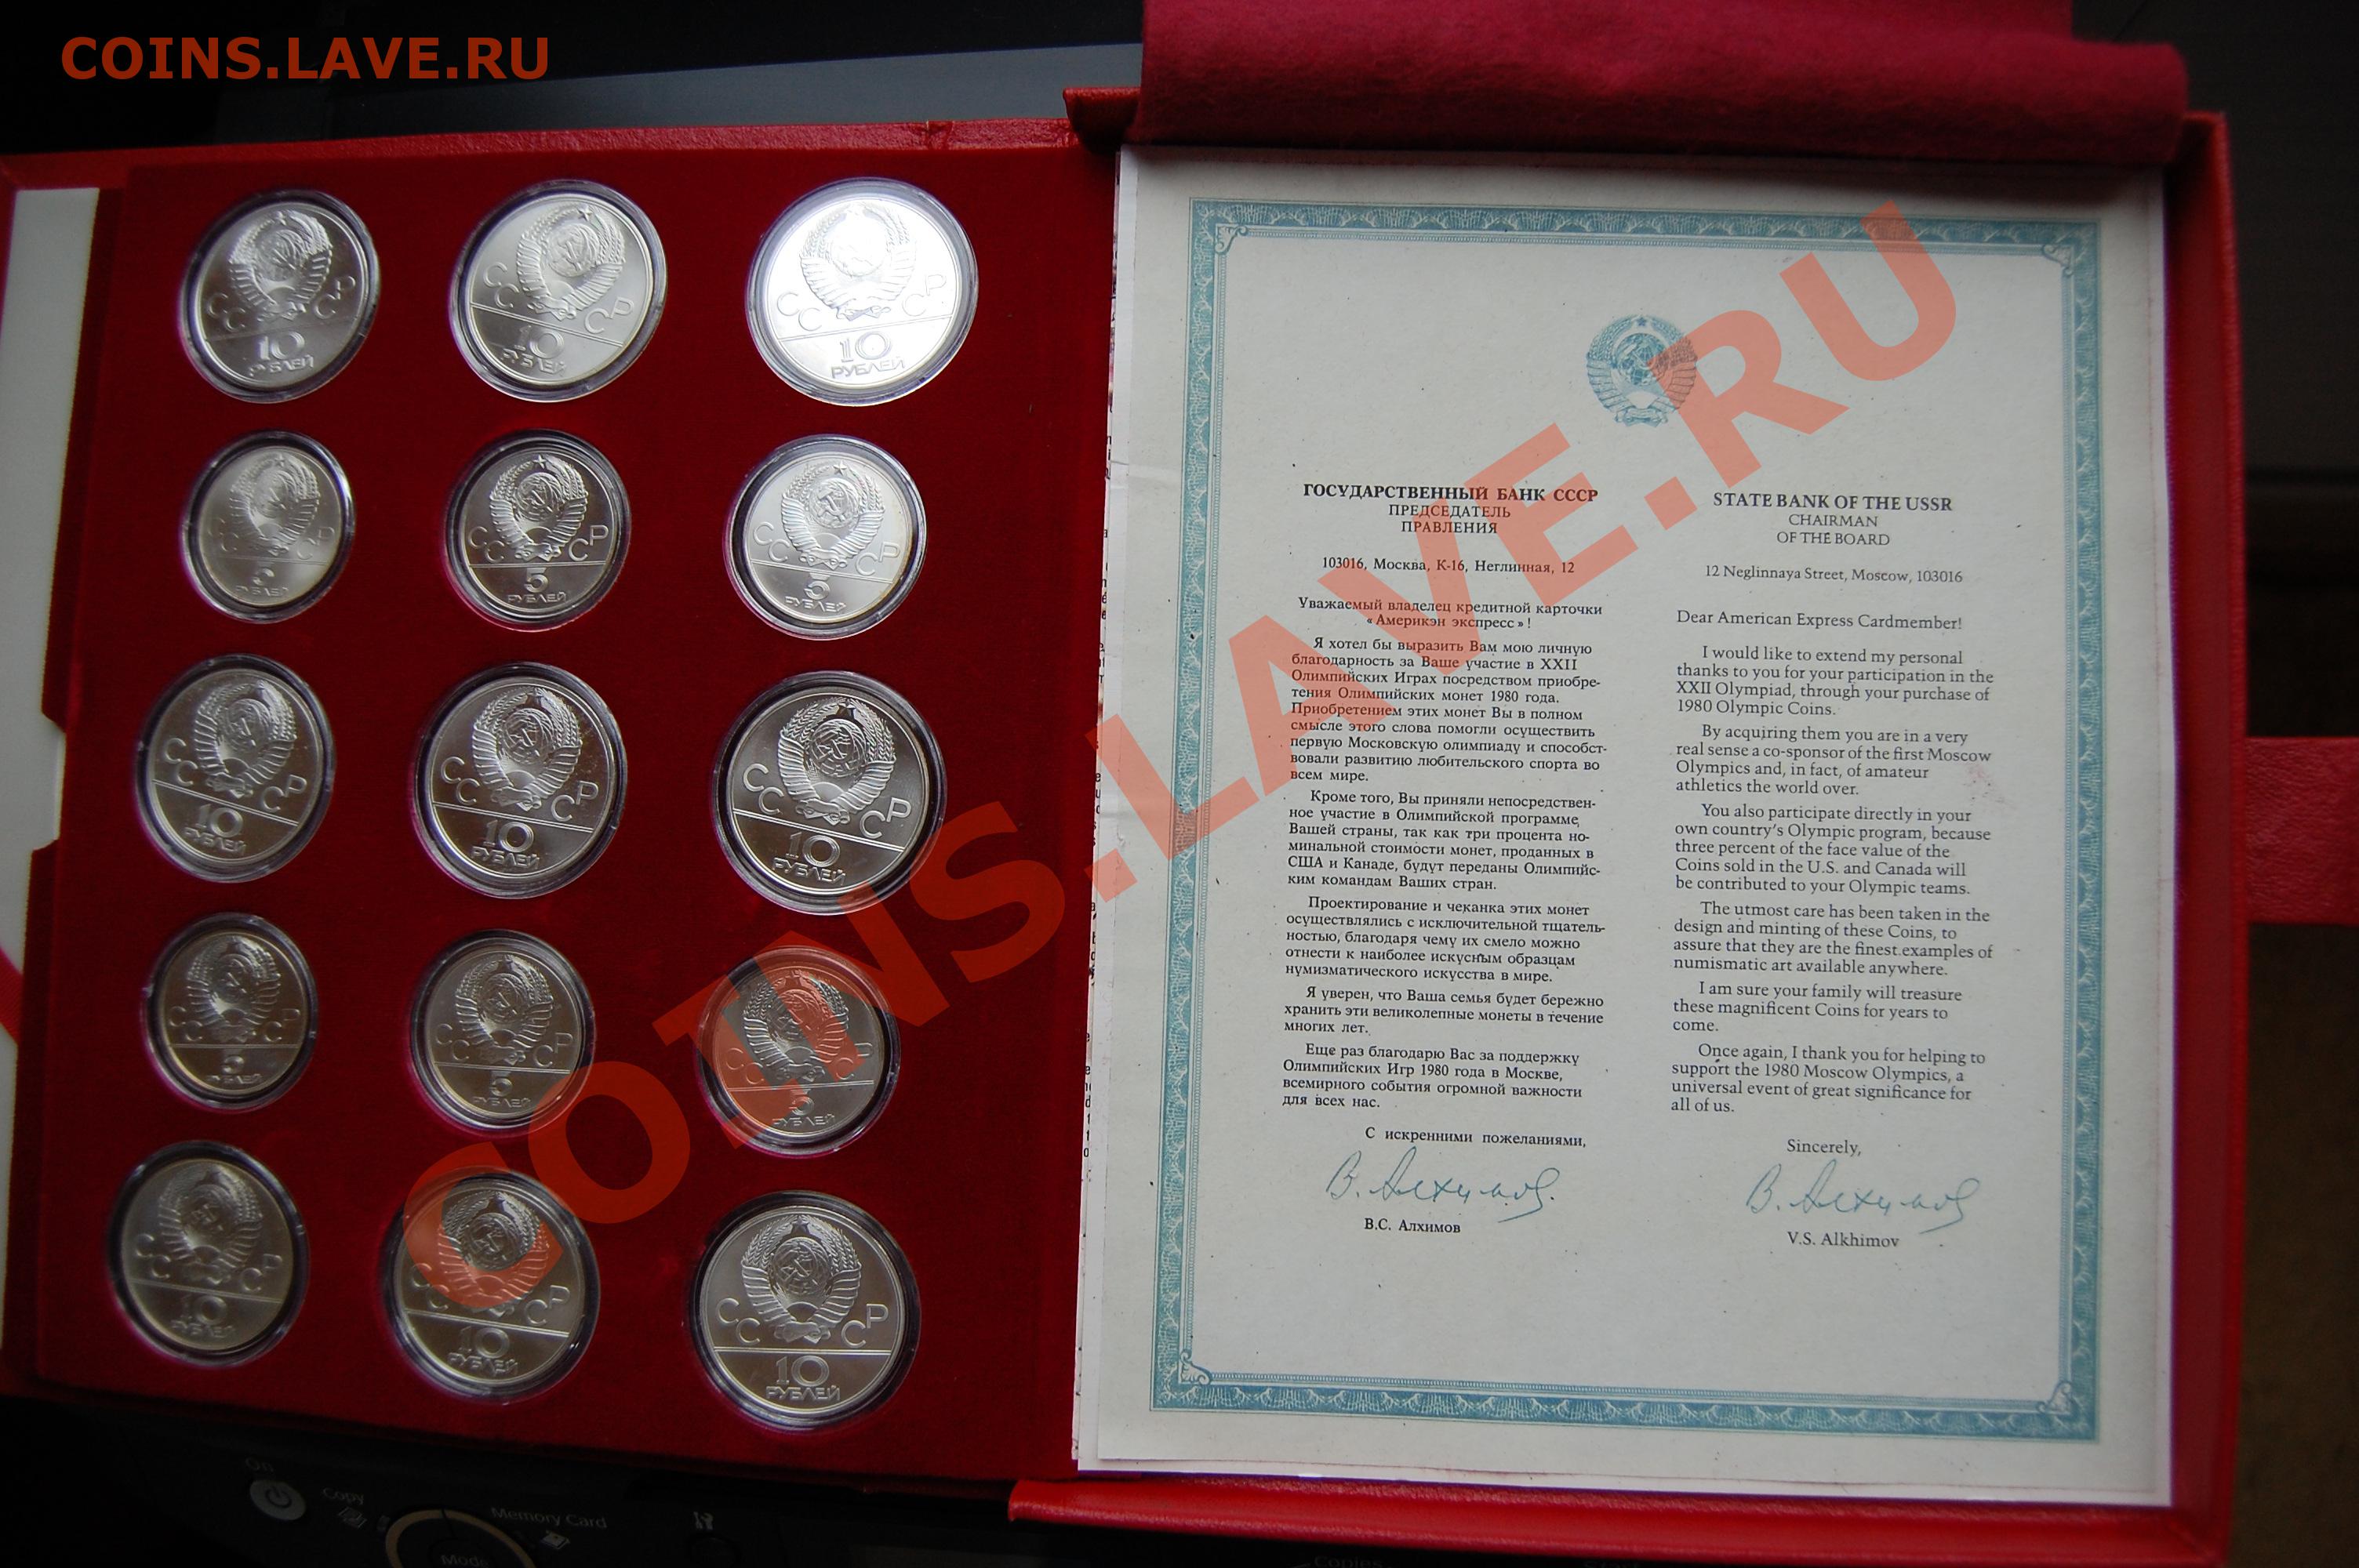 COINS.LAVE.RU
СССР
10
РУБЛЕЙ
СССР
10
РУБЛЕЙ
СССР
10
РУБЛЕЙ
СССР
5
РУБЛЕЙ
СССР
5
РУБЛЕЙ
СССР
5
РУБЛЕЙ
СССР
10
РУБЛЕЙ
СССР
10
РУБЛЕЙ
СССР
10
РУБЛЕЙ
СССР
5
РУБЛЕЙ
СССР
5
РУБЛЕЙ
СССР
5
РУБЛЕЙ
СССР
10
РУБЛЕЙ
СССР
10
РУБЛЕЙ
СССР
10
РУБЛЕЙ
ГОСУДАРСТВЕННЫЙ БАНК СССР
ПРЕДСЕДАТЕЛЬ
ПРАВЛЕНИЯ
103016, Москва, К-16, Неглинная, 12
Уважаемый владелец кредитной карточки
«Америкэн экспресс»!
Я хотел бы выразить Вам мою личную
благодарность за Ваше участие в XXII
Олимпийских Играх посредством приобре-
тения Олимпийских монет 1980 года.
Приобретением этих монет Вы в полном
смысле этого слова помогли осуществить
первую Московскую олимпиаду и способст-
вовали развитию любительского спорта во
всем мире.
Кроме того, Вы приняли непосредствен-
ное участие в Олимпийской программе
Вашей страны, так как три процента но-
минальной стоимости монет, проданных в
США и Канаде, будут переданы Олимпийс-
ким командам Ваших стран.
Проектирование и чеканка этих монет
осуществлялись с исключительной тщатель-
ностью, благодаря чему их смело можно
отнести к наиболее искусным образцам
нумизматического искусства в мире.
Я уверен, что Ваша семья будет бережно
хранить эти великолепные монеты в течение
многих лет.
Еще раз благодарю Вас за поддержку
Олимпийских Игр 1980 года в Москве,
всемирного события огромной важности
для всех нас.
С искренними пожеланиями,
В. Алхимов.
В.С. Алхимов
STATE BANK OF THE USSR
CHAIRMAN
OF THE BOARD
12 Neglinnaya Street, Moscow, 103016
Dear American Express Cardmember!
I would like to extend my personal
thanks to you for your participation in the
XXII Olympiad, through your purchase of
1980 Olympic Coins.
By acquiring them you are in a very
real sense a co-sponsor of the first Moscow
Olympics and, in fact, of amateur
athletics the world over.
You also participate directly in your
own country's Olympic program, because
three percent of the face value of the
Coins sold in the U.S. and Canada will
be contributed to your Olympic teams.
The utmost care has been taken in the
design and minting of these Coins, to
assure that they are the finest examples of
numismatic art available anywhere.
I am sure your family will treasure
these magnificent Coins for years to
come.
Once again, I thank you for helping to
support the 1980 Moscow Olympics, a
universal event of great significance for
all of us.
Sincerely,
В. Алхимов
V.S. Alkhimov
COINS.LAVE.RU
On
Copy
Memory Card
Mode
Copies